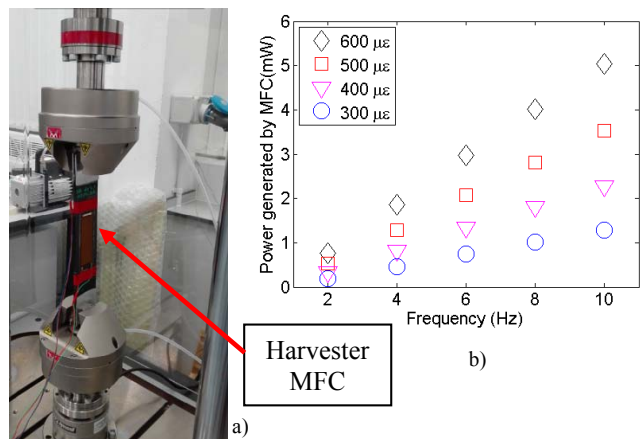 a)
Harvester
MFC
Power generated by MFC(mW)
6
5
4
3
2
1
0
600 με
500 με
400 με
300 με
2 4 6 8 10
Frequency (Hz)
b)